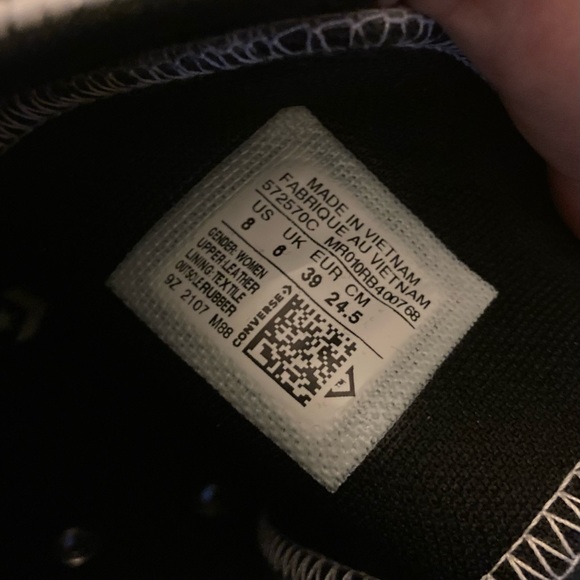 MADE IN VIETNAM
FABRIQUE AU VIETNAM
572570C MR010RB400768
US UK EUR CM
8 6 39 24.5
GENDER: WOMEN
UPPER:LEATHER
LINING TEXTILE
OUTSOLE:RUBBER
9Z 2107 M88
CONVERSE